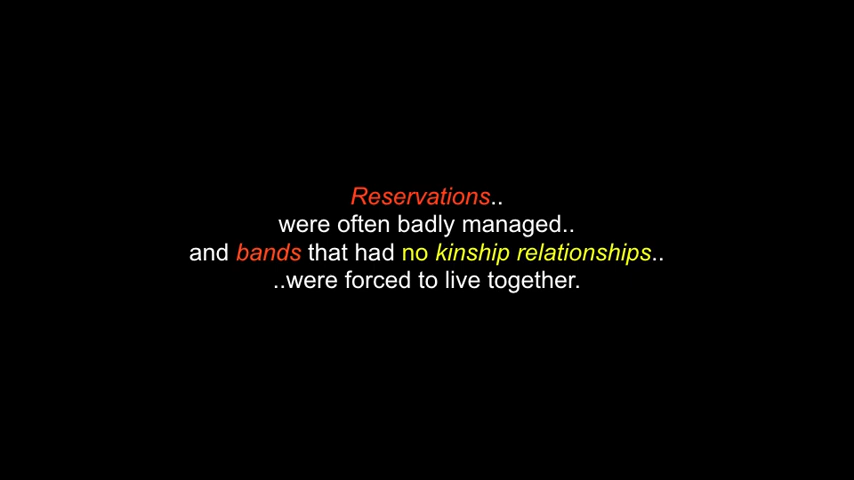 Reservations..
were often badly managed..
and bands that had no kinship relationships..
..were forced to live together.